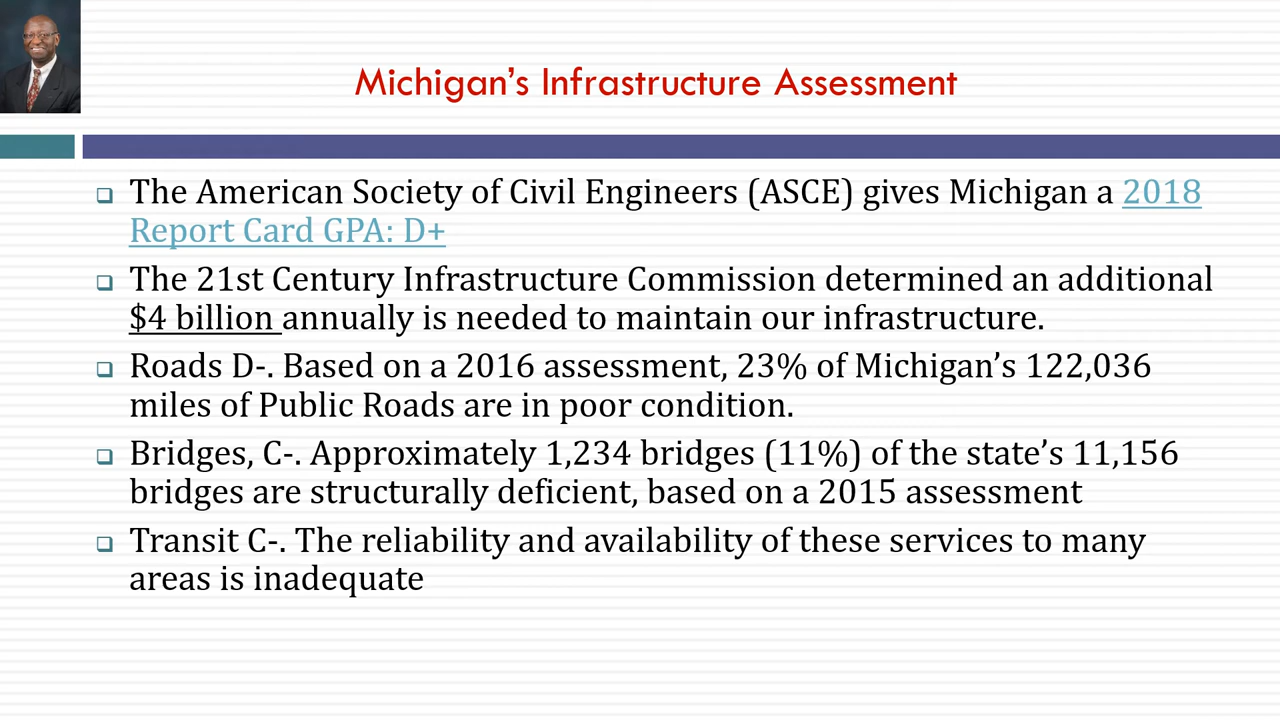 Michigan’s Infrastructure Assessment
The American Society of Civil Engineers (ASCE) gives Michigan a 2018
Report Card GPA: D+
The 21st Century Infrastructure Commission determined an additional
$4 billion annually is needed to maintain our infrastructure.
Roads D-. Based on a 2016 assessment, 23% of Michigan’s 122,036
miles of Public Roads are in poor condition.
Bridges, C-. Approximately 1,234 bridges (11%) of the state’s 11,156
bridges are structurally deficient, based on a 2015 assessment
Transit C-. The reliability and availability of these services to many
areas is inadequate